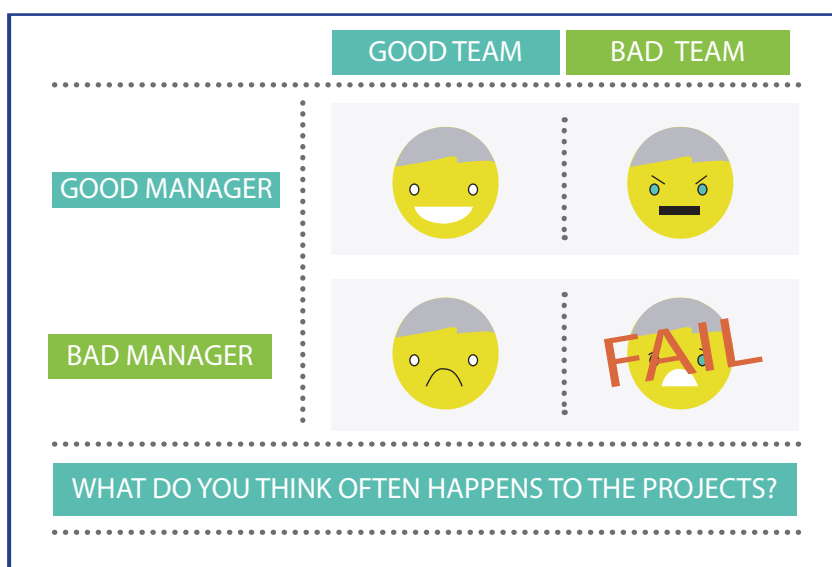 GOOD TEAM
BAD TEAM
GOOD MANAGER
BAD MANAGER
FAIL
WHAT DO YOU THINK OFTEN HAPPENS TO THE PROJECTS?